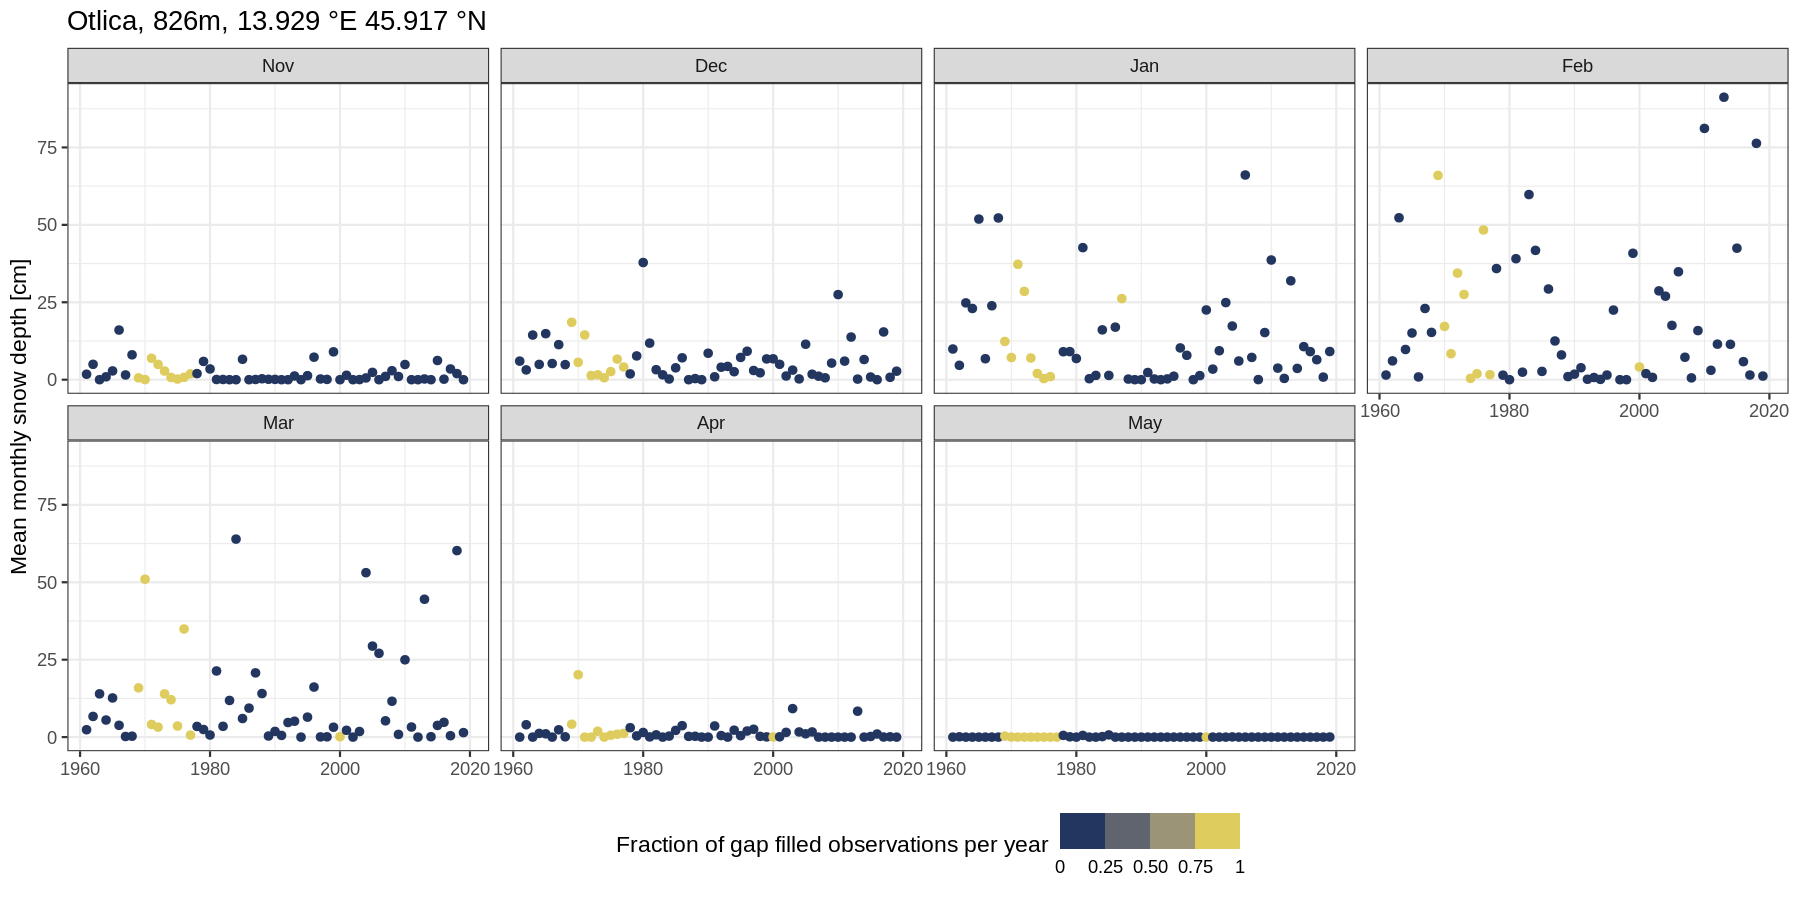 Otlica, 826m, 13.929 °E 45.917 °N
Nov
Dec
Jan
Feb
Mean monthly snow depth [cm]
75
50
25
0
1960 1980 2000 2020
Mar
Apr
May
75
50
25
0
1960 1980 2000 2020
1960 1980 2000 2020
1960 1980 2000 2020
Fraction of gap filled observations per year
0 0.25 0.50 0.75 1